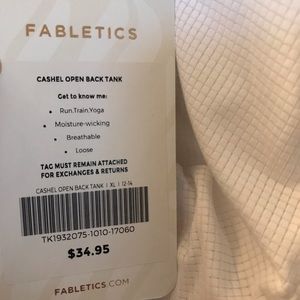 FABLETICS
CASHEL OPEN BACK TANK
Get to know me:
• Run.Train.Yoga
• Moisture-wicking
• Breathable
• Loose
TAG MUST REMAIN ATTACHED
FOR EXCHANGES & RETURNS
CASHEL OPEN BACK TANK | XL | 12-14
TK1932075-1010-17060
$34.95
FABLETICS.COM